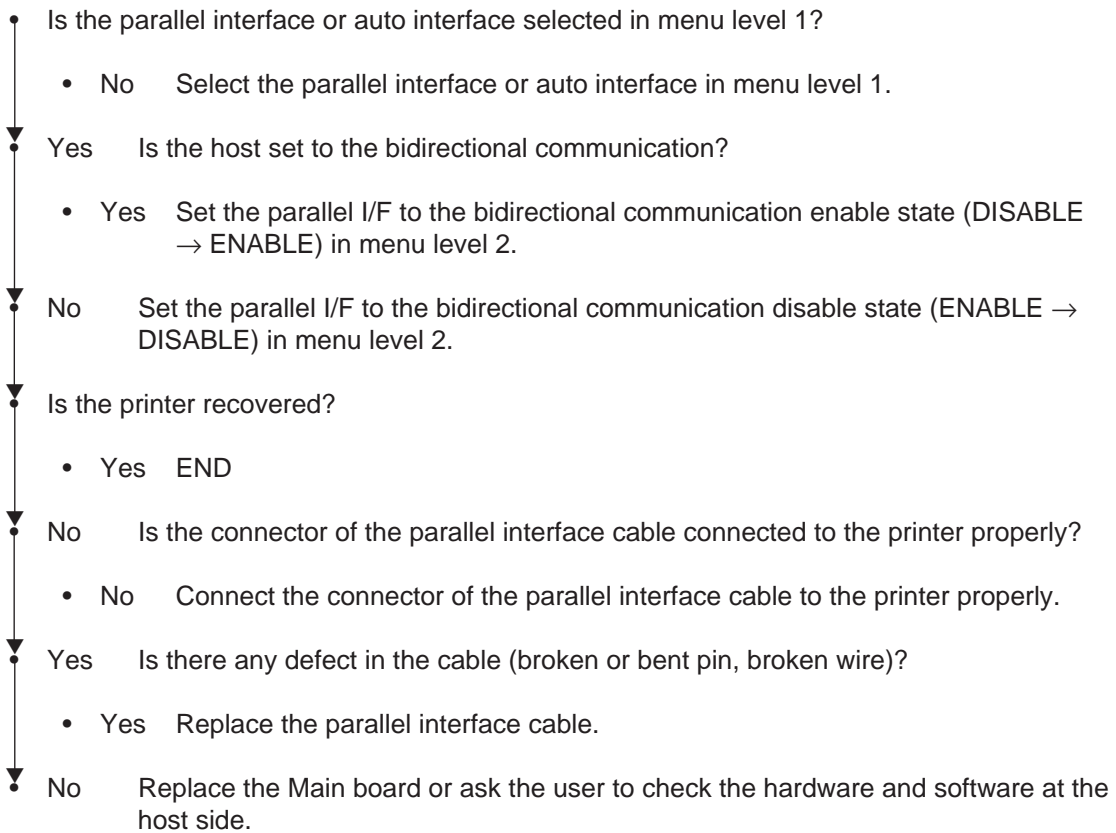 Is the parallel interface or auto interface selected in menu level 1?
• No Select the parallel interface or auto interface in menu level 1.
Yes Is the host set to the bidirectional communication?
• Yes Set the parallel I/F to the bidirectional communication enable state (DISABLE
→ ENABLE) in menu level 2.
No Set the parallel I/F to the bidirectional communication disable state (ENABLE →
DISABLE) in menu level 2.
Is the printer recovered?
• Yes END
No Is the connector of the parallel interface cable connected to the printer properly?
• No Connect the connector of the parallel interface cable to the printer properly.
Yes Is there any defect in the cable (broken or bent pin, broken wire)?
• Yes Replace the parallel interface cable.
No Replace the Main board or ask the user to check the hardware and software at the
host side.